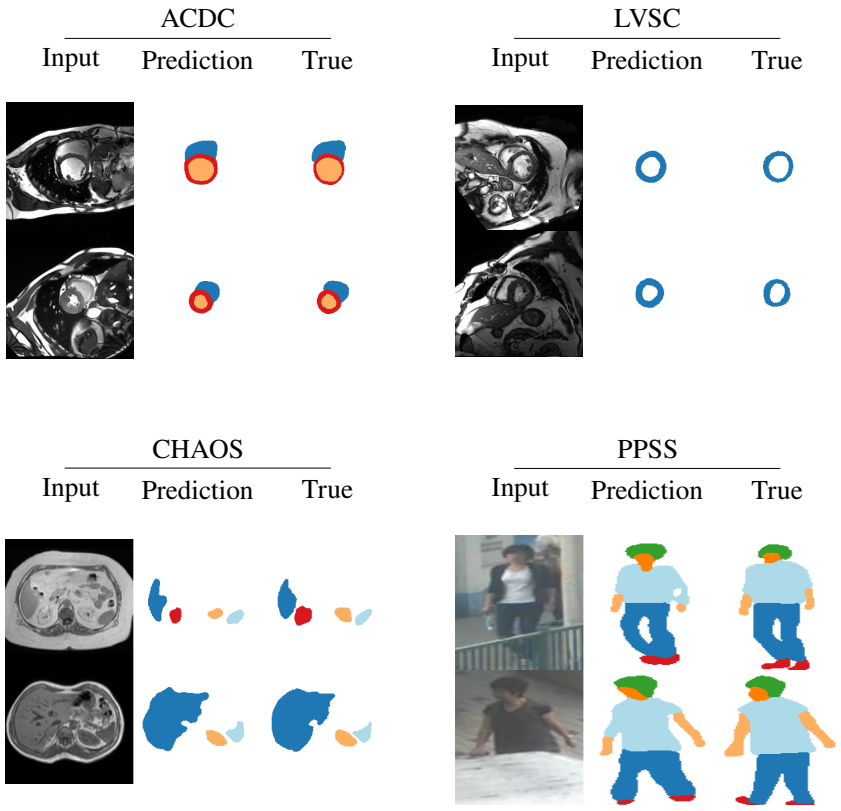 ACDC
Input Prediction True
LVSC
Input Prediction True
CHAOS
Input Prediction True
PPSS
Input Prediction True